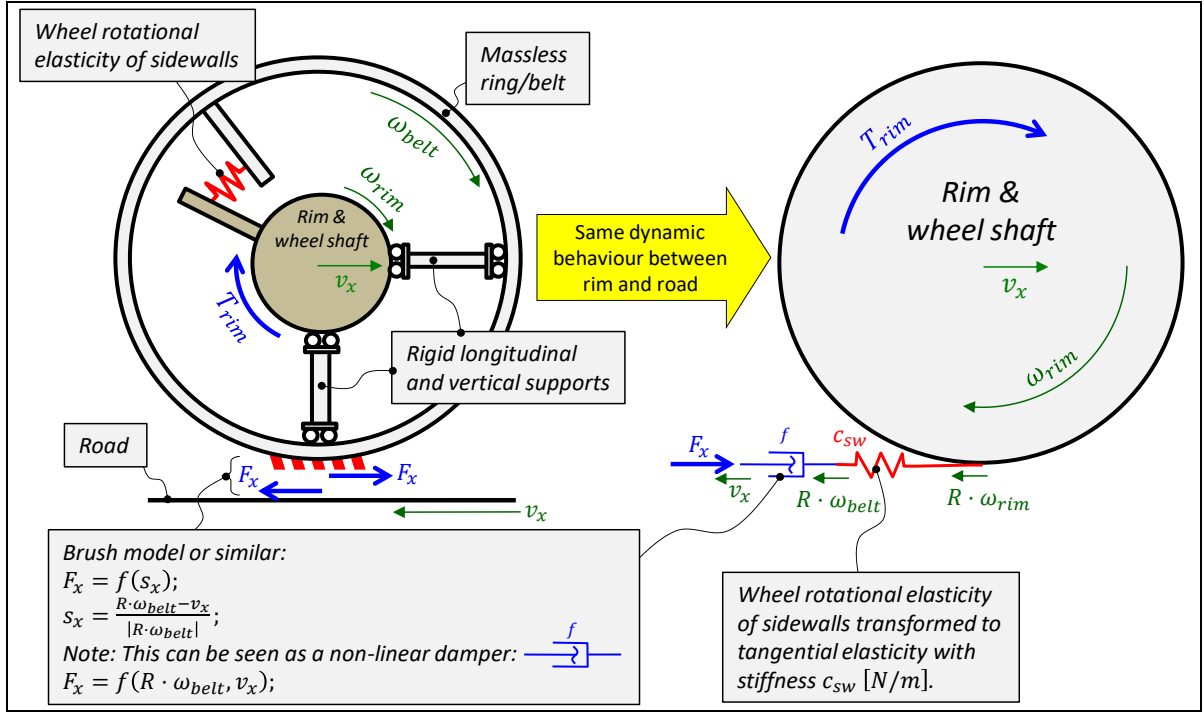 Wheel rotational
elasticity of sidewalls
Massless
ring/belt
ω_belt
ω_rim
Rim &
wheel shaft
v_x
T_rim
Rigid longitudinal
and vertical supports
Road
F_x
F_x
v_x
Same dynamic
behaviour between
rim and road
T_rim
Rim &
wheel shaft
v_x
ω_rim
F_x
f
c_sw
v_x
R · ω_belt
R · ω_rim
Brush model or similar:
F_x = f(s_x);
s_x = (R·ω_belt−v_x)/|R·ω_belt|;
Note: This can be seen as a non-linear damper:
f
F_x = f(R · ω_belt, v_x);
Wheel rotational elasticity
of sidewalls transformed to
tangential elasticity with
stiffness c_sw [N/m].